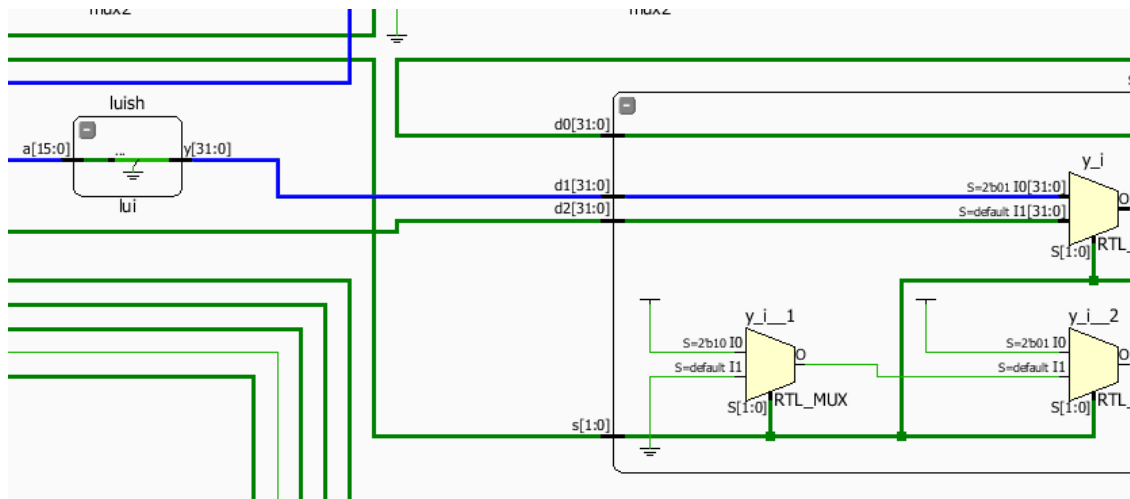 mux2
mux2
luish
a[15:0]
...
y[31:0]
lui
d0[31:0]
d1[31:0]
d2[31:0]
y_i
S=2'b01 I0[31:0]
S=default I1[31:0]
O
S[1:0]
RTL_
y_i__1
S=2'b10 I0
S=default I1
O
S[1:0]
RTL_MUX
y_i__2
S=2'b01 I0
S=default I1
O
S[1:0]
RTL_
s[1:0]